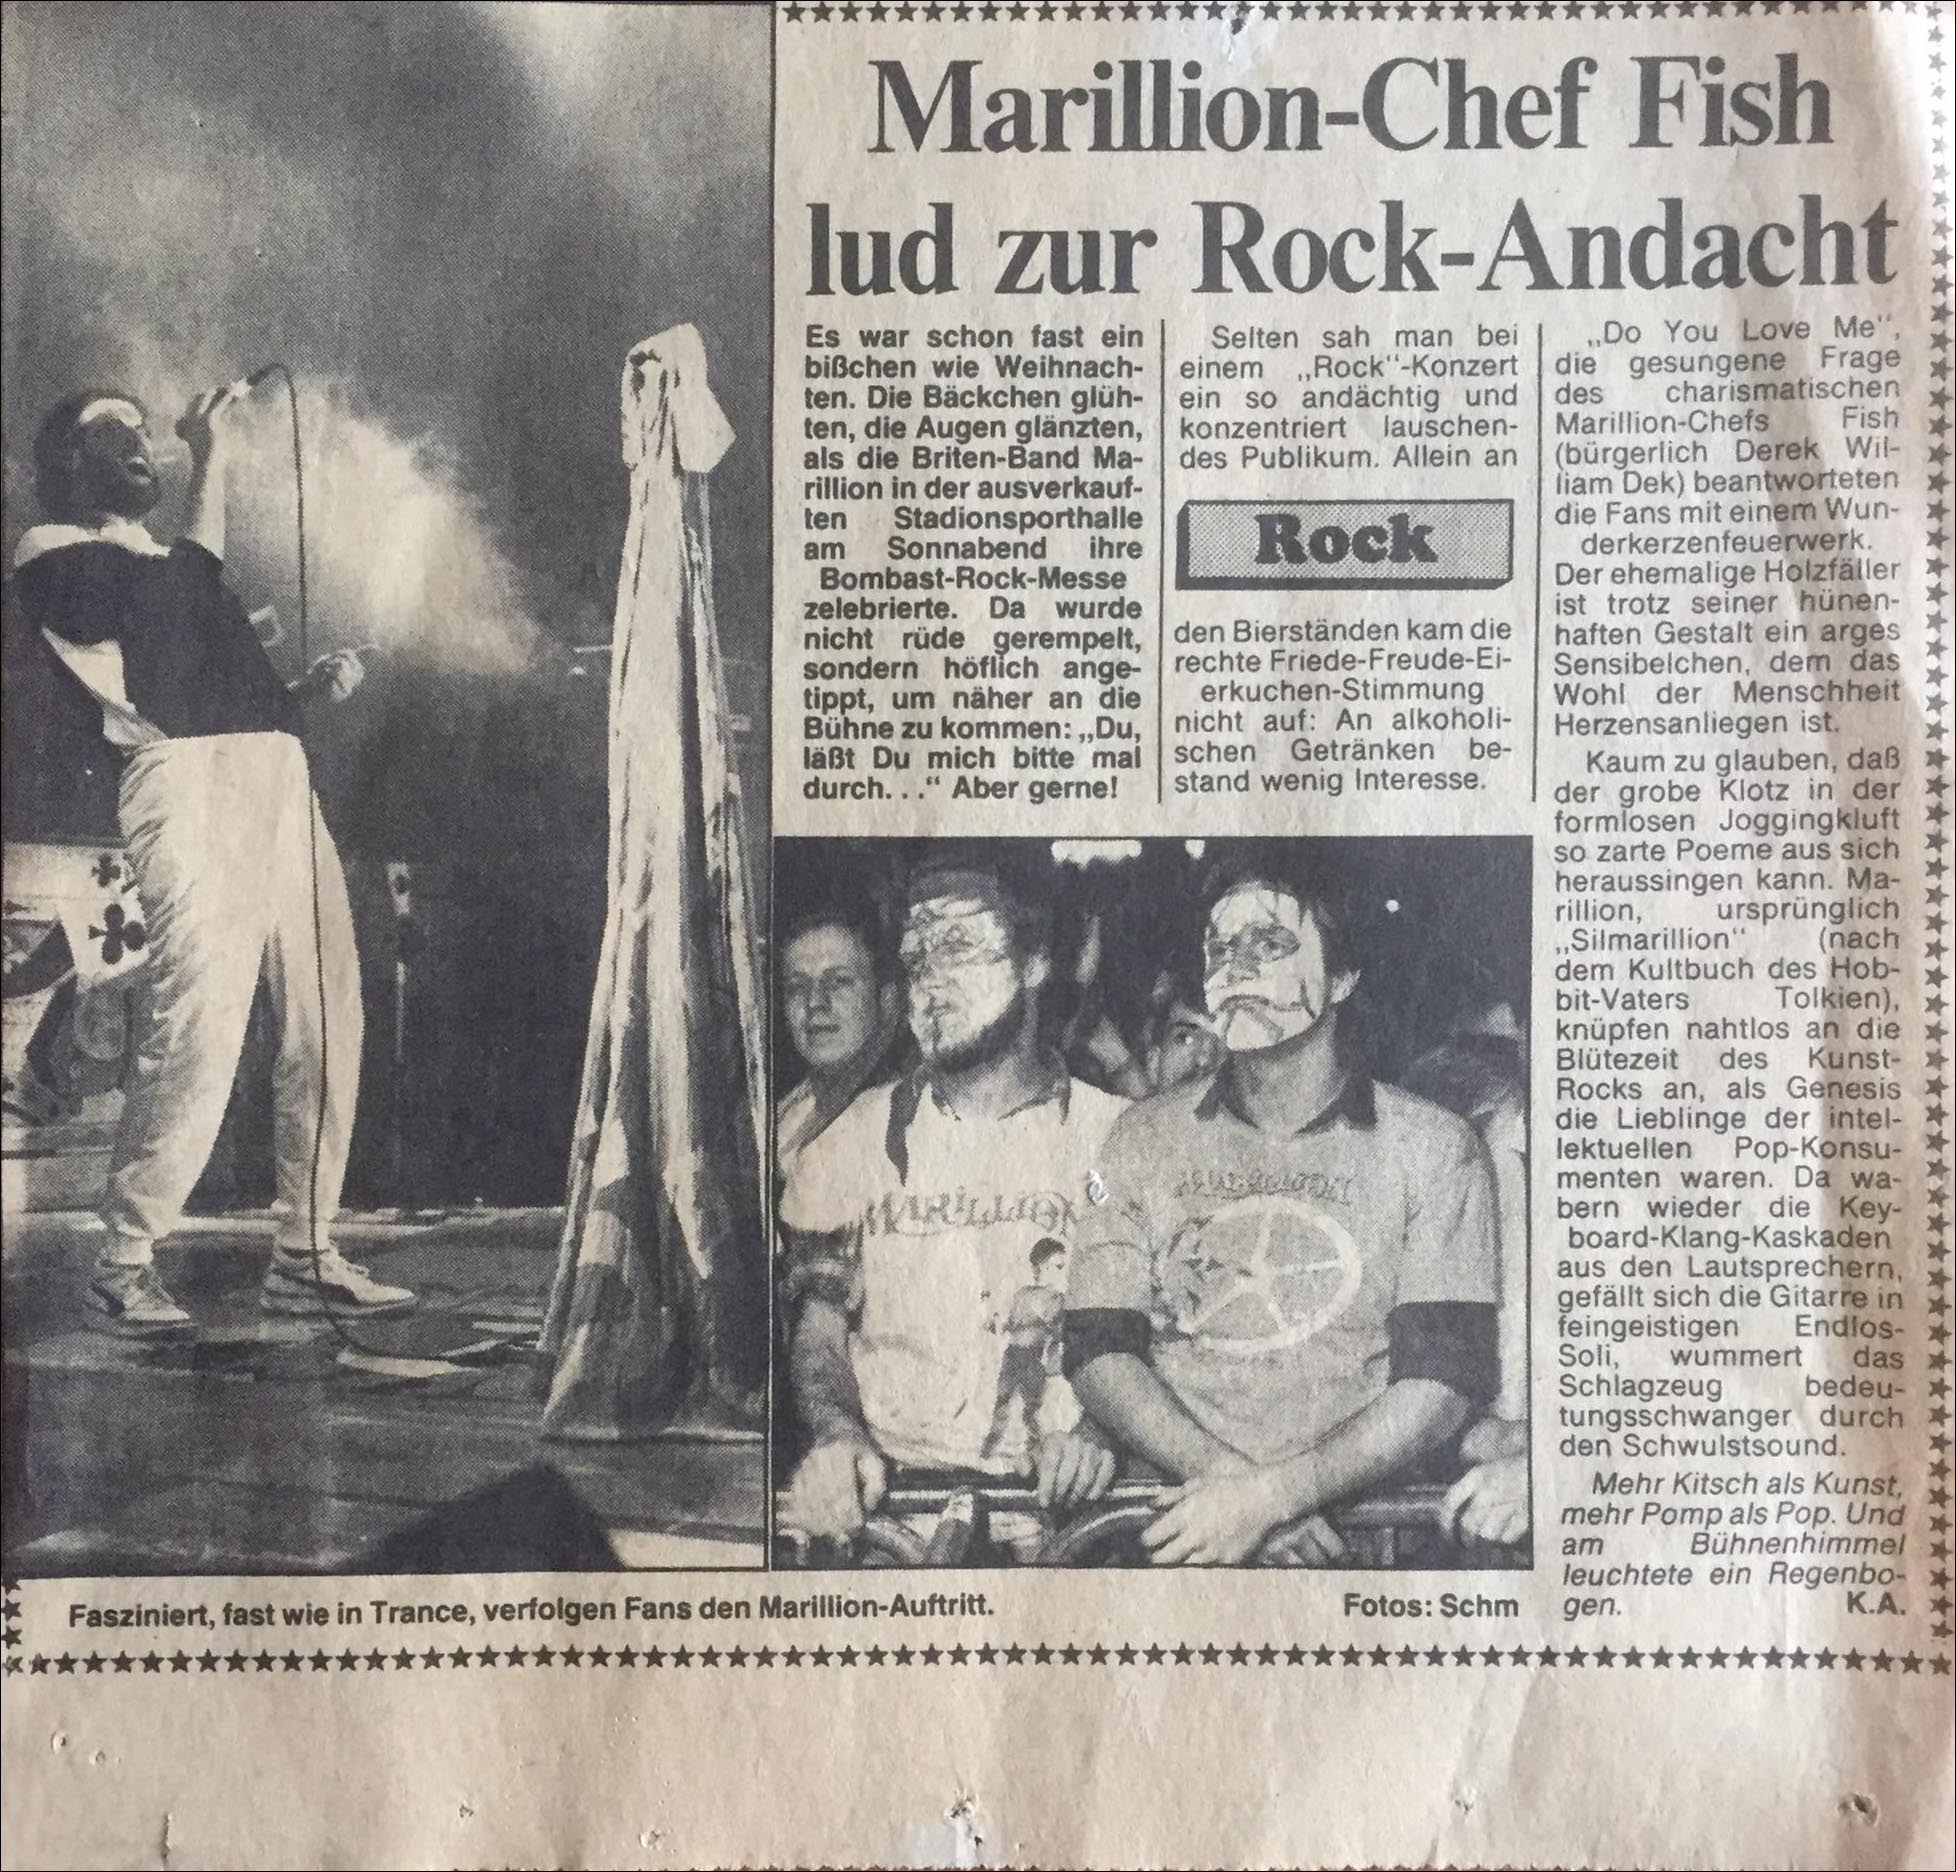 Marillion-Chef Fish
lud zur Rock-Andacht
Es war schon fast ein
bißchen wie Weihnach-
ten. Die Bäckchen glüh-
ten, die Augen glänzten,
als die Briten-Band Ma-
rillion in der ausverkauf-
ten Stadionsporthalle
am Sonnabend ihre
Bombast-Rock-Messe
zelebrierte. Da wurde
nicht rüde gerempelt,
sondern höflich ange-
tippt, um näher an die
Bühne zu kommen: „Du,
läßt Du mich bitte mal
durch. . .“ Aber gerne!
Selten sah man bei
einem „Rock“-Konzert
ein so andächtig und
konzentriert lauschen-
des Publikum. Allein an
Rock
den Bierständen kam die
rechte Friede-Freude-Ei-
erkuchen-Stimmung
nicht auf: An alkoholi-
schen Getränken be-
stand wenig Interesse.
„Do You Love Me“,
die gesungene Frage
des charismatischen
Marillion-Chefs Fish
(bürgerlich Derek Wil-
liam Dek) beantworteten
die Fans mit einem Wun-
derkerzenfeuerwerk.
Der ehemalige Holzfäller
ist trotz seiner hünen-
haften Gestalt ein arges
Sensibelchen, dem das
Wohl der Menschheit
Herzensanliegen ist.
Kaum zu glauben, daß
der grobe Klotz in der
formlosen Joggingkluft
so zarte Poeme aus sich
heraussingen kann. Ma-
rillion, ursprünglich
„Silmarillion“ (nach
dem Kultbuch des Hob-
bit-Vaters Tolkien),
knüpfen nahtlos an die
Blütezeit des Kunst-
Rocks an, als Genesis
die Lieblinge der intel-
lektuellen Pop-Konsu-
menten waren. Da wa-
bern wieder die Key-
board-Klang-Kaskaden
aus den Lautsprechern,
gefällt sich die Gitarre in
feingeistigen Endlos-
Soli, wummert das
Schlagzeug bedeu-
tungsschwanger durch
den Schwulstsound.
Mehr Kitsch als Kunst,
mehr Pomp als Pop. Und
am Bühnenhimmel
leuchtete ein Regenbo-
gen. K.A.
MARILLION
Fasziniert, fast wie in Trance, verfolgen Fans den Marillion-Auftritt. Fotos: Schm